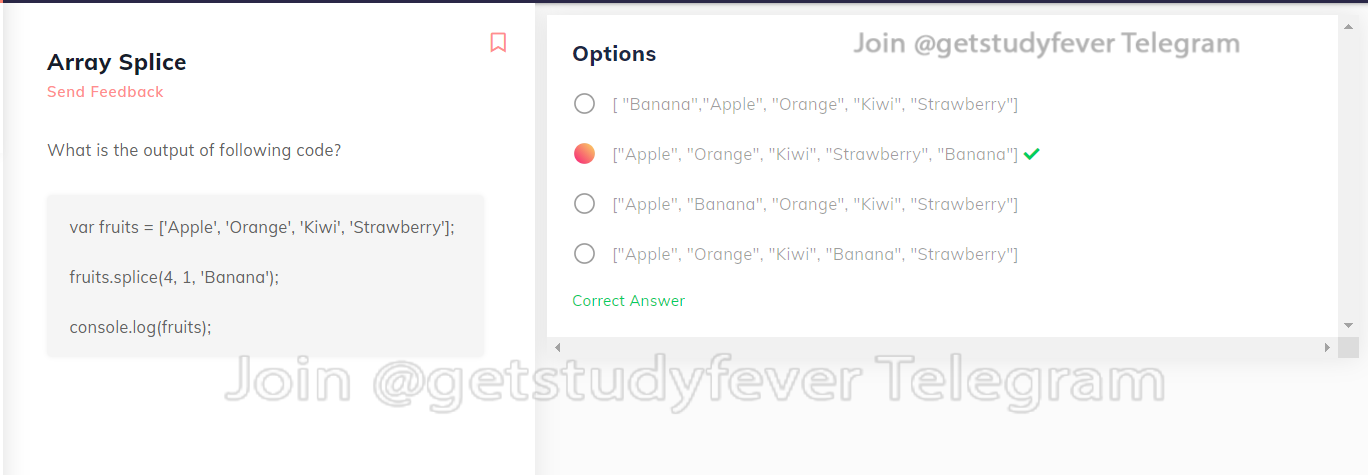 Array Splice
Send Feedback
What is the output of following code?
var fruits = ['Apple', 'Orange', 'Kiwi', 'Strawberry'];
fruits.splice(4, 1, 'Banana');
console.log(fruits);
Join @getstudyfever Telegram
Options
[ "Banana","Apple", "Orange", "Kiwi", "Strawberry"]
["Apple", "Orange", "Kiwi", "Strawberry", "Banana"]
["Apple", "Banana", "Orange", "Kiwi", "Strawberry"]
["Apple", "Orange", "Kiwi", "Banana", "Strawberry"]
Correct Answer
Join @getstudyfever Telegram